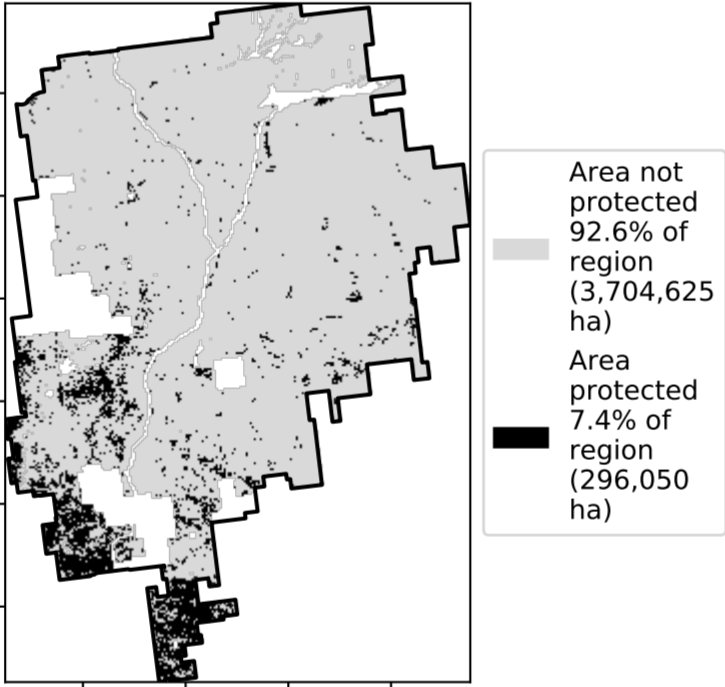 Area not
protected
92.6% of
region
(3,704,625
ha)
Area
protected
7.4% of
region
(296,050
ha)